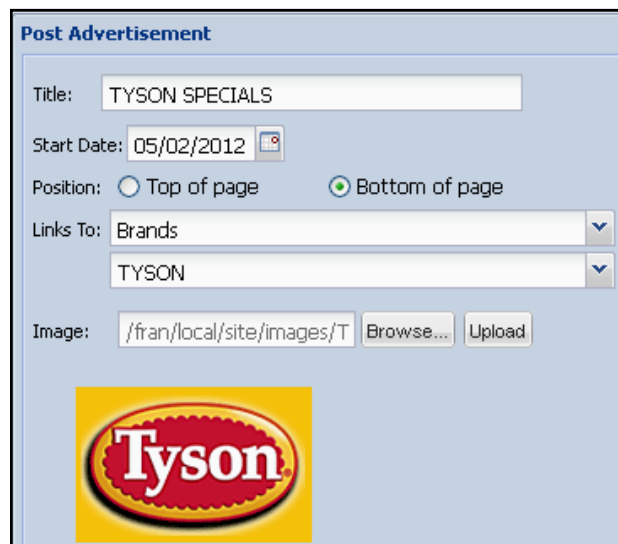 Post Advertisement
Title: TYSON SPECIALS
Start Date: 05/02/2012
Position: Top of page Bottom of page
Links To: Brands
TYSON
Image: /fran/local/site/images/T Browse... Upload
Tyson